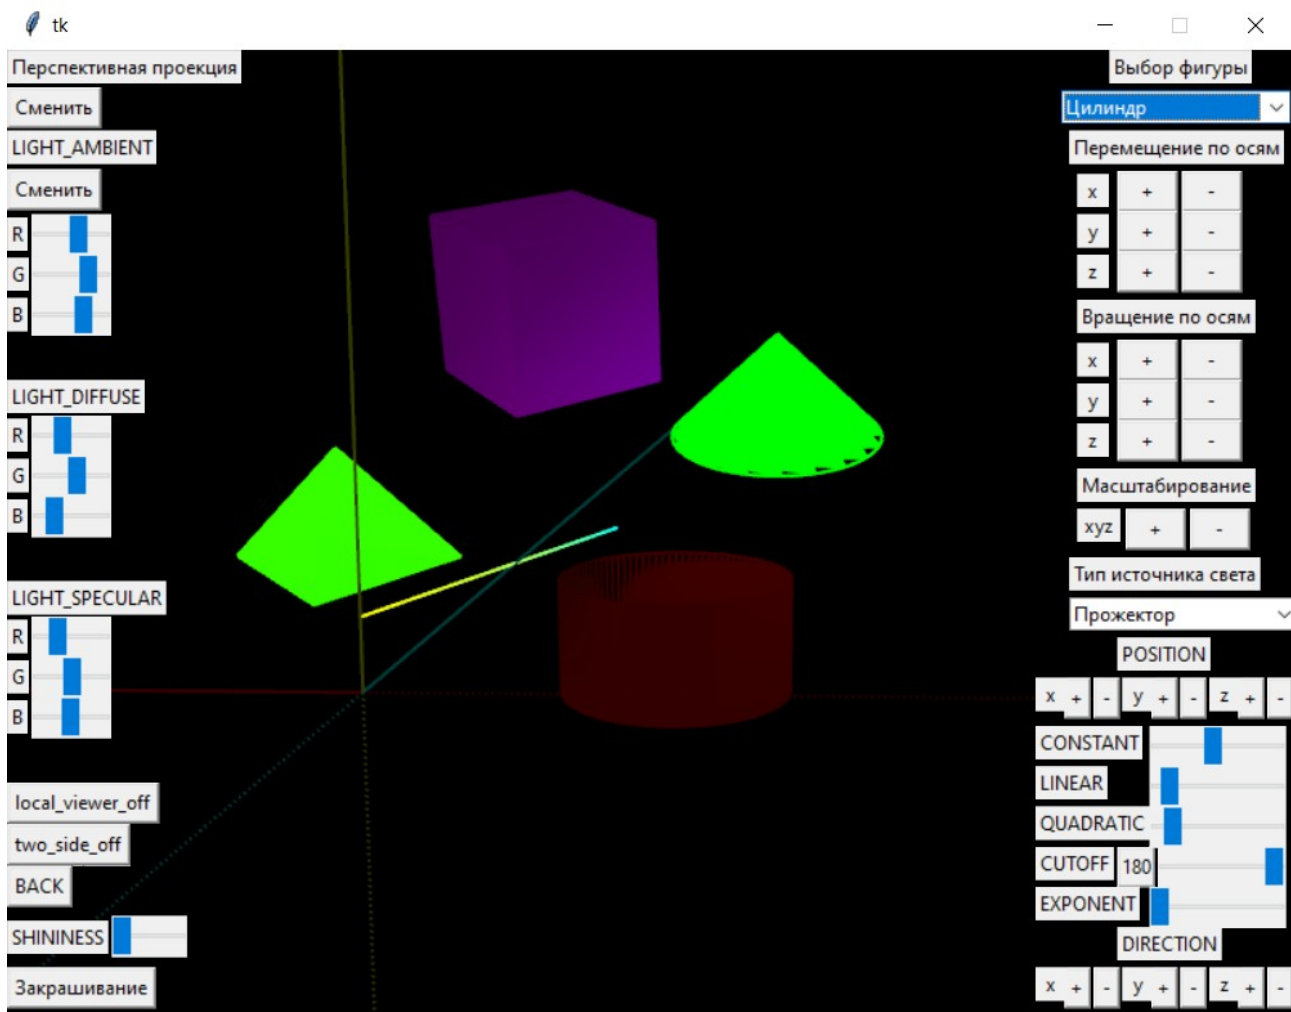 tk
Перспективная проекция
Сменить
LIGHT_AMBIENT
Сменить
R
G
B
LIGHT_DIFFUSE
R
G
B
LIGHT_SPECULAR
R
G
B
local_viewer_off
two_side_off
BACK
SHININESS
Закрашивание
Выбор фигуры
Цилиндр
Перемещение по осям
x + -
y + -
z + -
Вращение по осям
x + -
y + -
z + -
Масштабирование
xyz + -
Тип источника света
Прожектор
POSITION
x + - y + - z + -
CONSTANT
LINEAR
QUADRATIC
CUTOFF 180
EXPONENT
DIRECTION
x + - y + - z + -